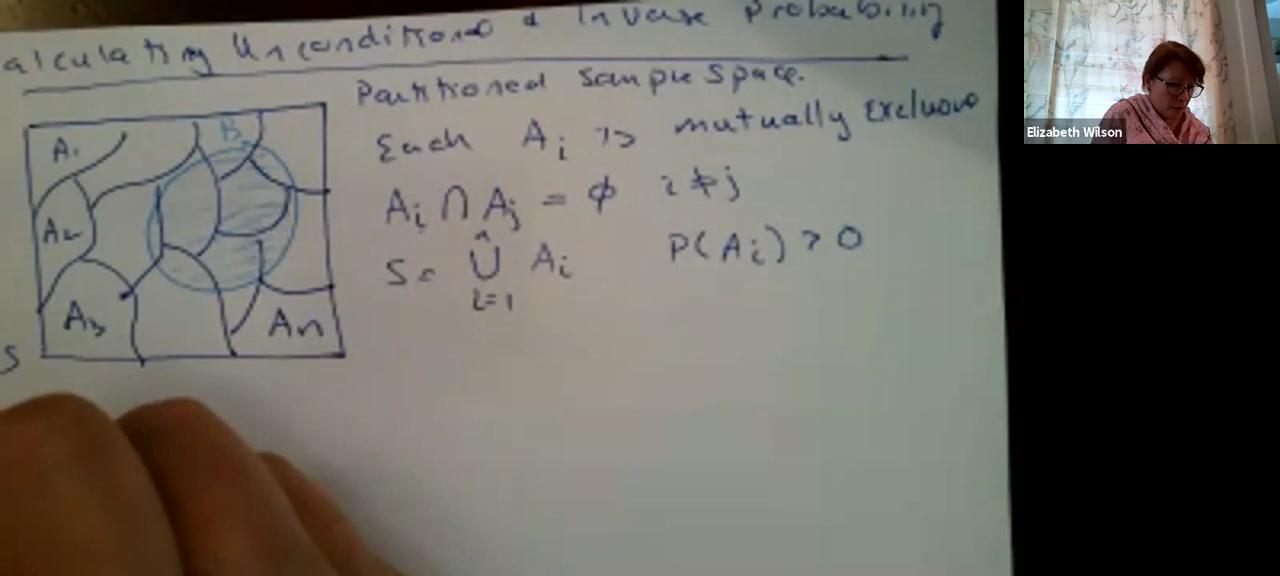 alculating Unconditional & Inverse Probability
Partitioned Sample Space.
Each Ai is mutually Exclusive
Ai ∩ Aj = ϕ i ≠ j
S = n ∪ i=1 Ai P(Ai) > 0
A1
B
A2
A3
An
S
Elizabeth Wilson